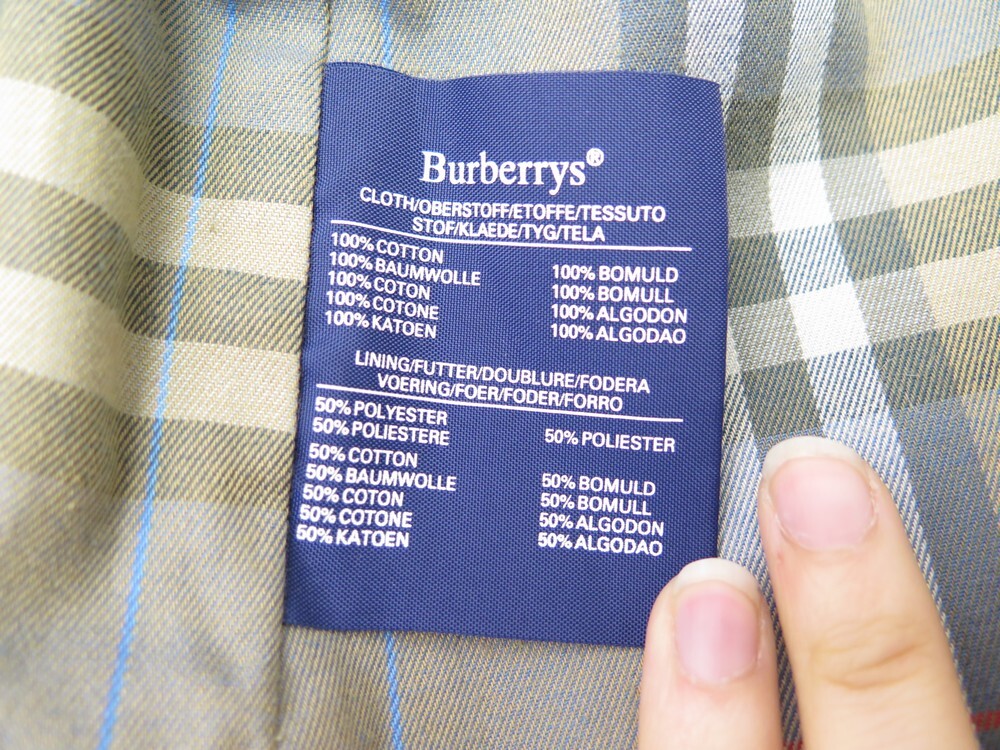 Burberrys®
CLOTH/OBERSTOFF/ETOFFE/TESSUTO
STOF/KLAEDE/TYG/TELA
100% COTTON
100% BAUMWOLLE
100% COTON
100% COTONE
100% KATOEN
100% BOMULD
100% BOMULL
100% ALGODON
100% ALGODAO
LINING/FUTTER/DOUBLURE/FODERA
VOERING/FOER/FODER/FORRO
50% POLYESTER
50% POLIESTERE
50% COTTON
50% BAUMWOLLE
50% COTON
50% COTONE
50% KATOEN
50% POLIESTER
50% BOMULD
50% BOMULL
50% ALGODON
50% ALGODAO